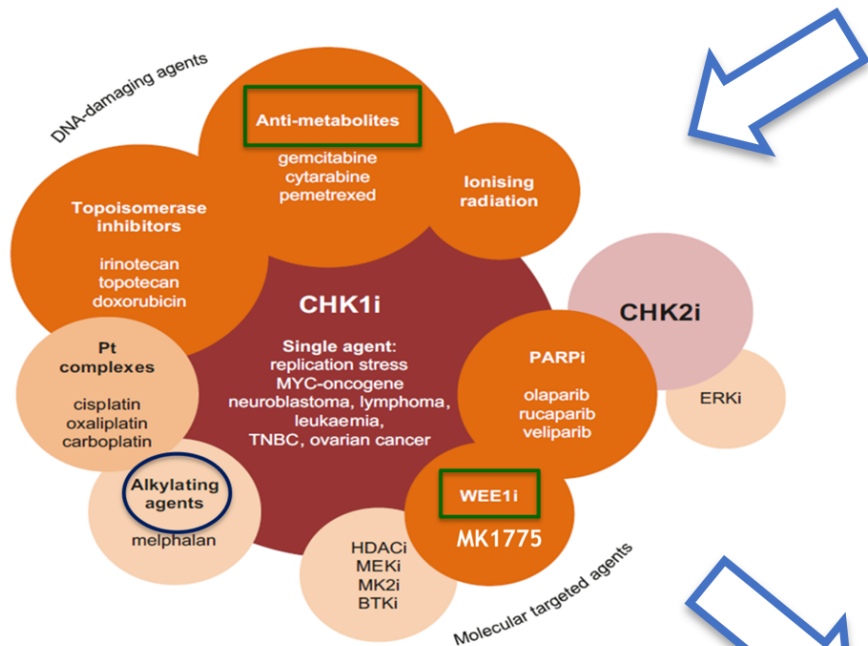 DNA-damaging agents
Anti-metabolites
gemcitabine
cytarabine
pemetrexed
Ionising
radiation
Topoisomerase
inhibitors
irinotecan
topotecan
doxorubicin
CHK1i
Single agent:
replication stress
MYC-oncogene
neuroblastoma, lymphoma,
leukaemia,
TNBC, ovarian cancer
CHK2i
PARPi
olaparib
rucaparib
veliparib
ERKi
Pt
complexes
cisplatin
oxaliplatin
carboplatin
Alkylating
agents
melphalan
WEE1i
MK1775
HDACi
MEKi
MK2i
BTKi
Molecular targeted agents